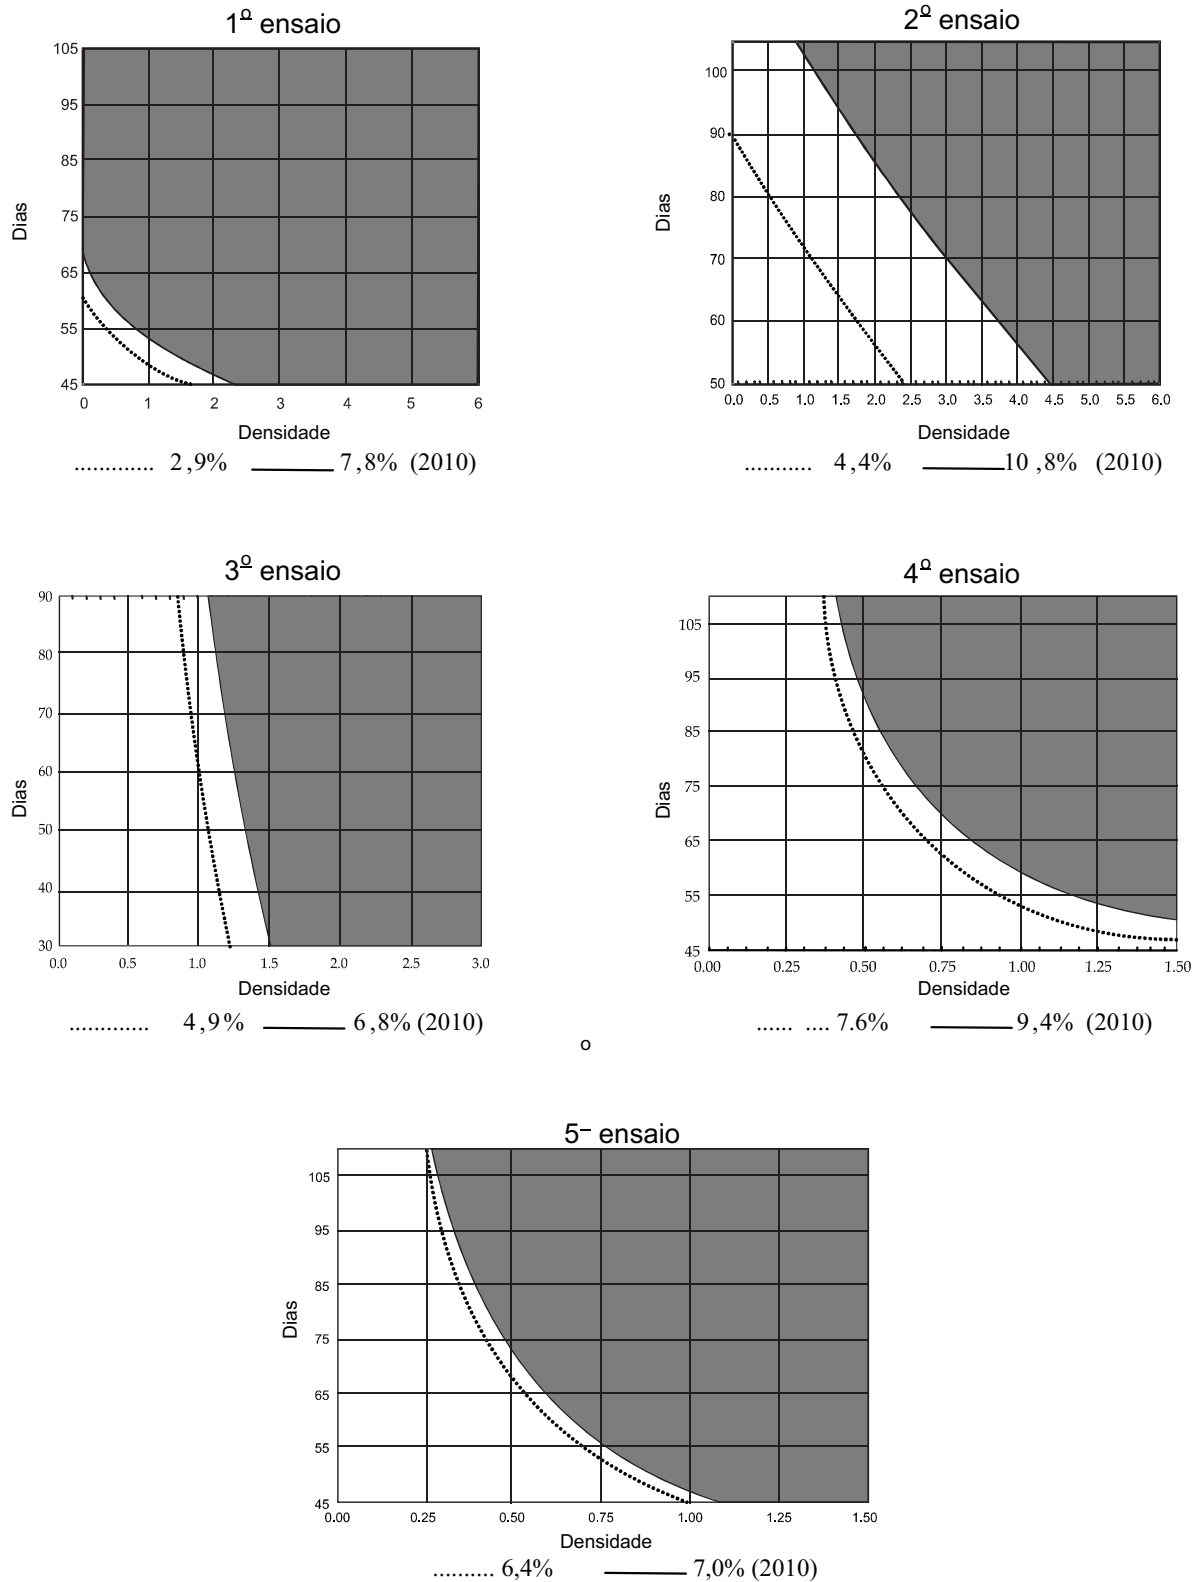 1º ensaio
105
95
85
75
65
55
45
0 1 2 3 4 5 6
Dias
Densidade
............. 2,9% ——— 7,8% (2010)
2º ensaio
100
90
80
70
60
50
0.0 0.5 1.0 1.5 2.0 2.5 3.0 3.5 4.0 4.5 5.5 6.0
Dias
Densidade
........... 4,4% ——— 10 ,8% (2010)
3º ensaio
90
80
70
60
50
40
30
0.0 0.5 1.0 1.5 2.0 2.5 3.0
Dias
Densidade
............. 4,9% ——— 6,8% (2010)
4º ensaio
105
95
85
75
65
55
45
0.00 0.25 0.50 0.75 1.00 1.25 1.50
Dias
Densidade
...... .... 7.6% ——— 9,4% (2010)
o
5– ensaio
105
95
85
75
65
55
45
0.00 0.25 0.50 0.75 1.00 1.25 1.50
Dias
Densidade
.......... 6,4% ——— 7,0% (2010)